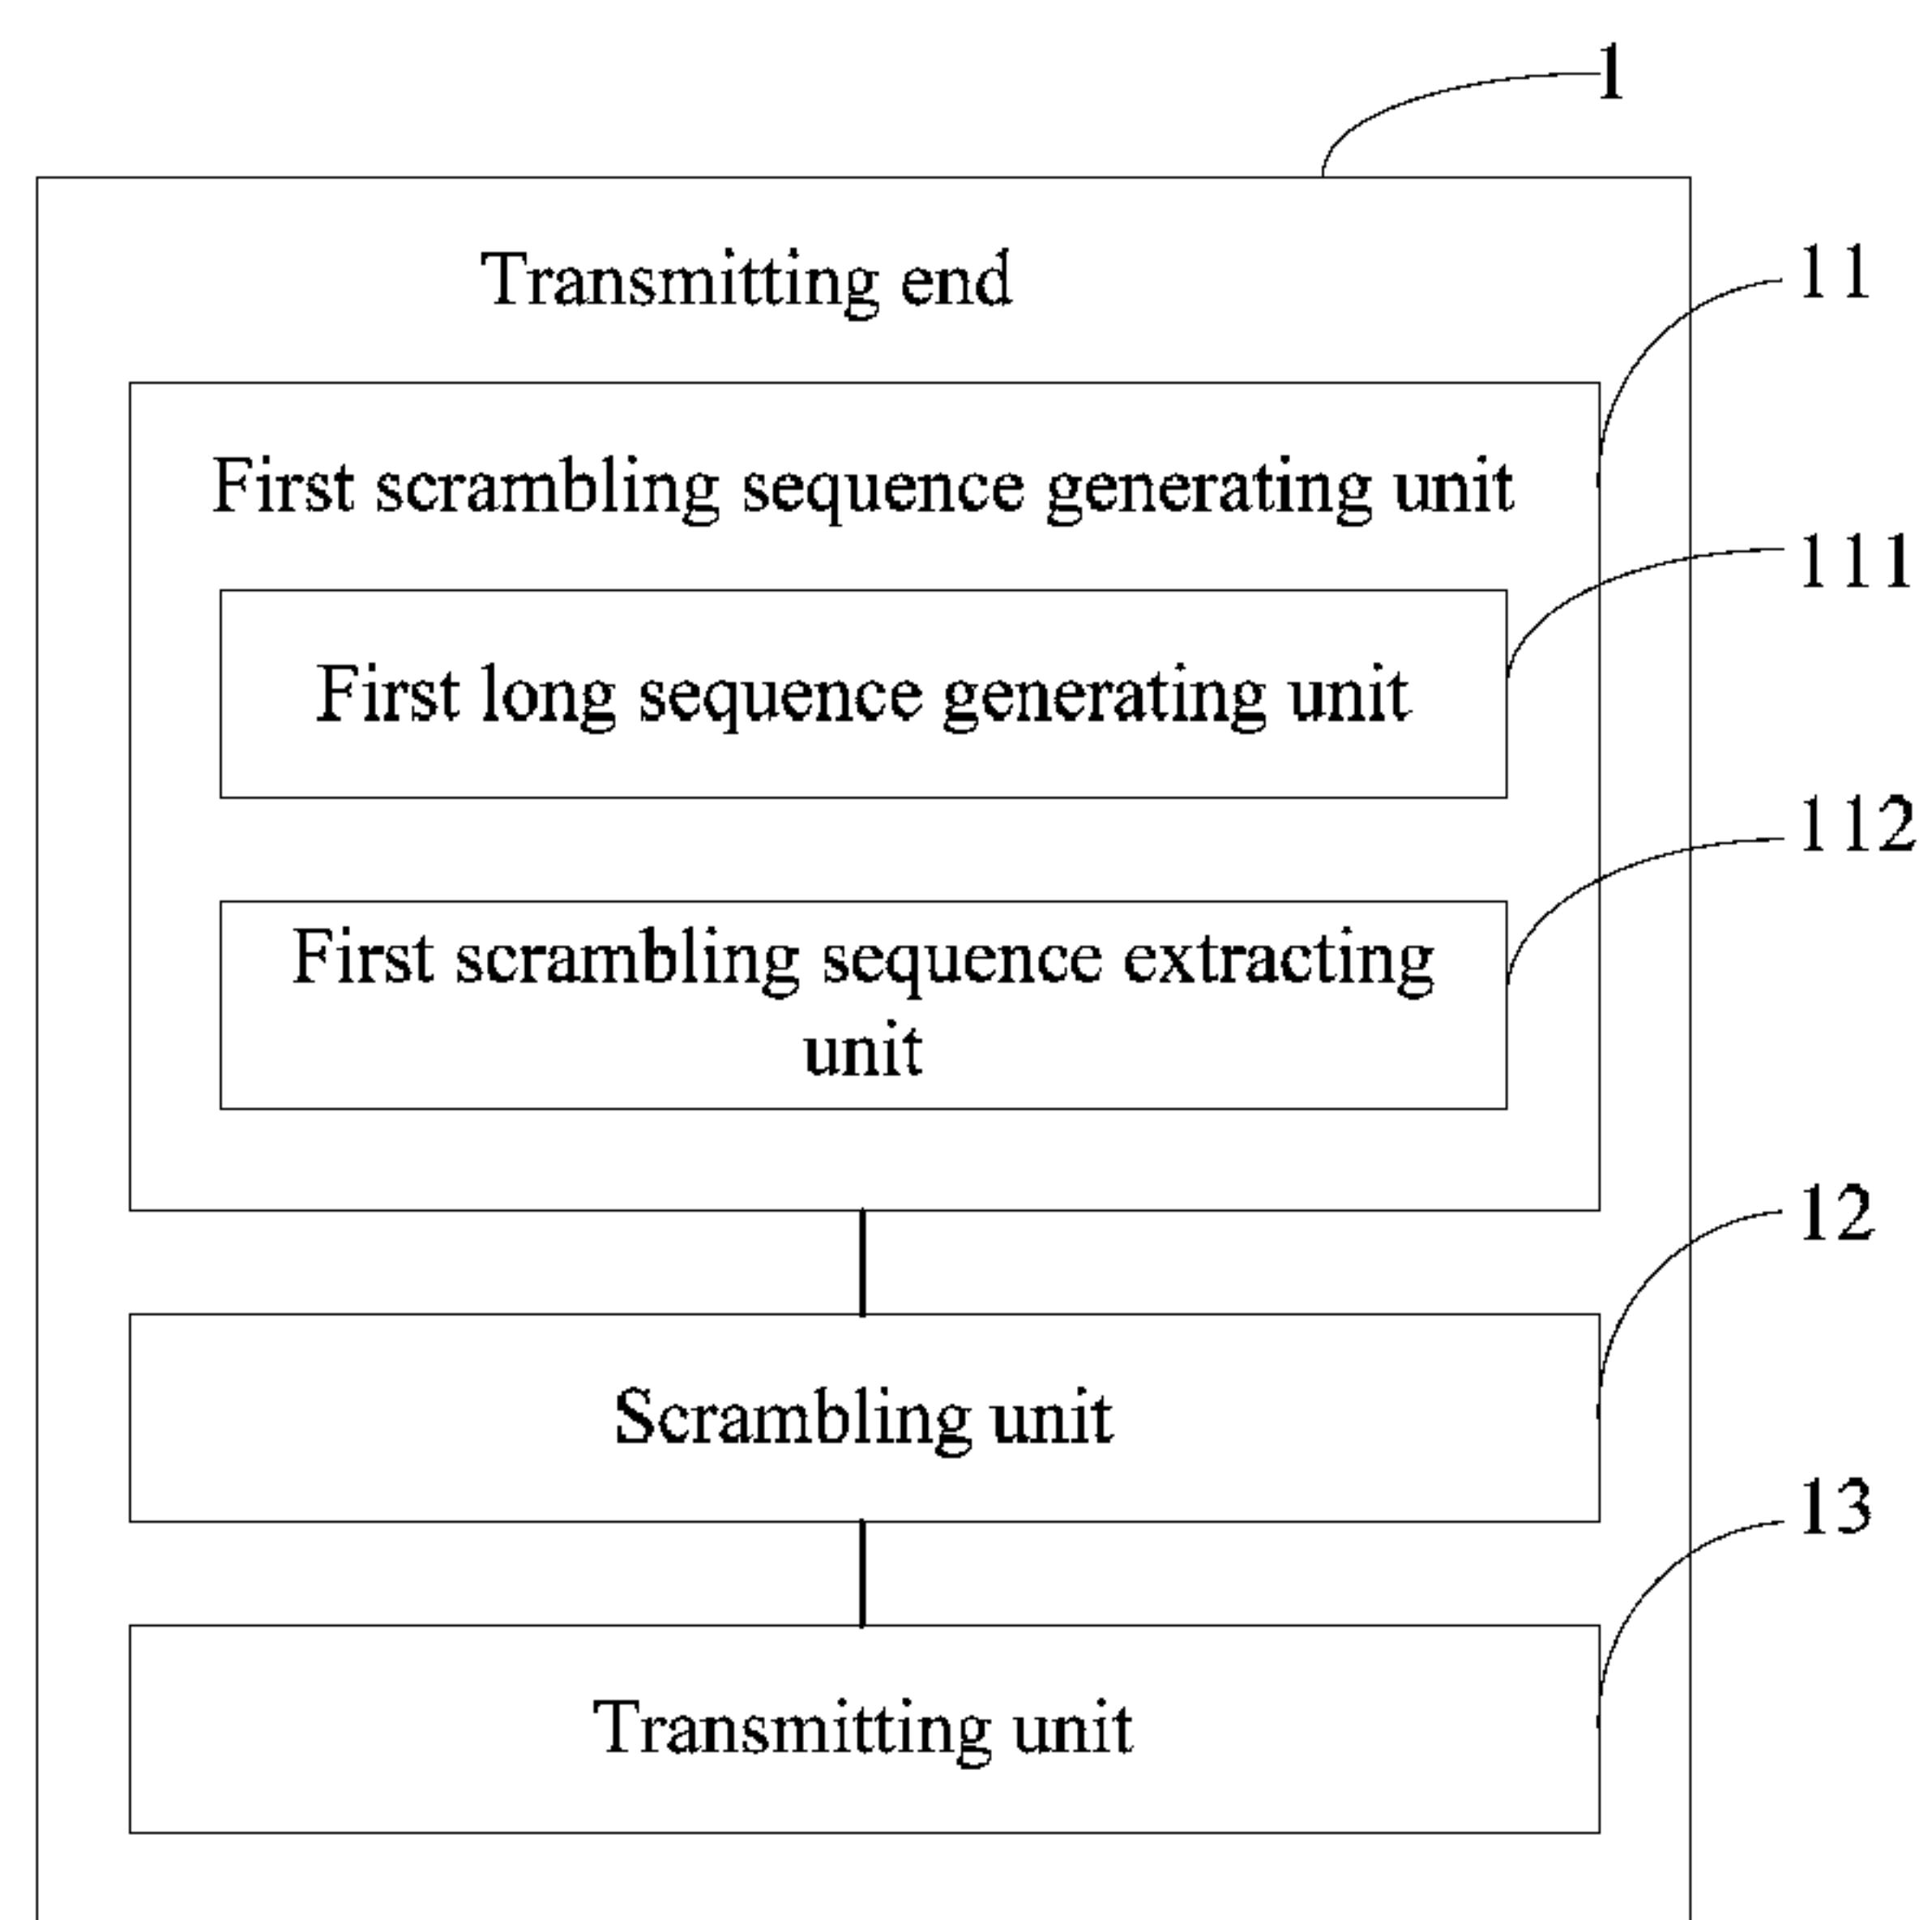 1
Transmitting end
11
First scrambling sequence generating unit
111
First long sequence generating unit
112
First scrambling sequence extracting
unit
12
Scrambling unit
13
Transmitting unit